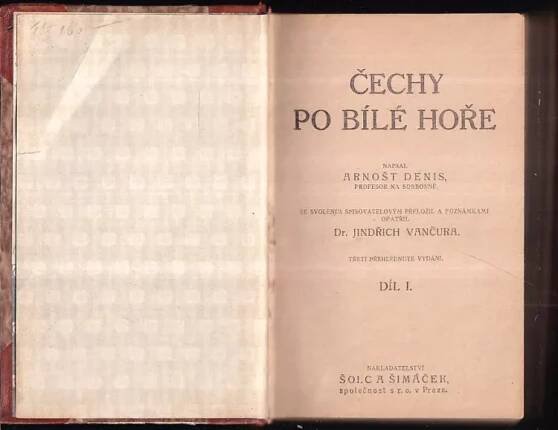 ČECHY
PO BÍLÉ HOŘE
NAPSAL
ARNOŠT DENIS,
PROFESOR NA SORBONNĚ.
SE SVOLENÍM SPISOVATELOVÝM PŘELOŽIL A POZNÁMKAMI
OPATŘIL
Dr. JINDŘICH VANČURA.
TŘETÍ PŘEHLÉDNUTÉ VYDÁNÍ.
DÍL I.
NAKLADATELSTVÍ
ŠOLC A ŠIMÁČEK,
společnost s r. o. v Praze.